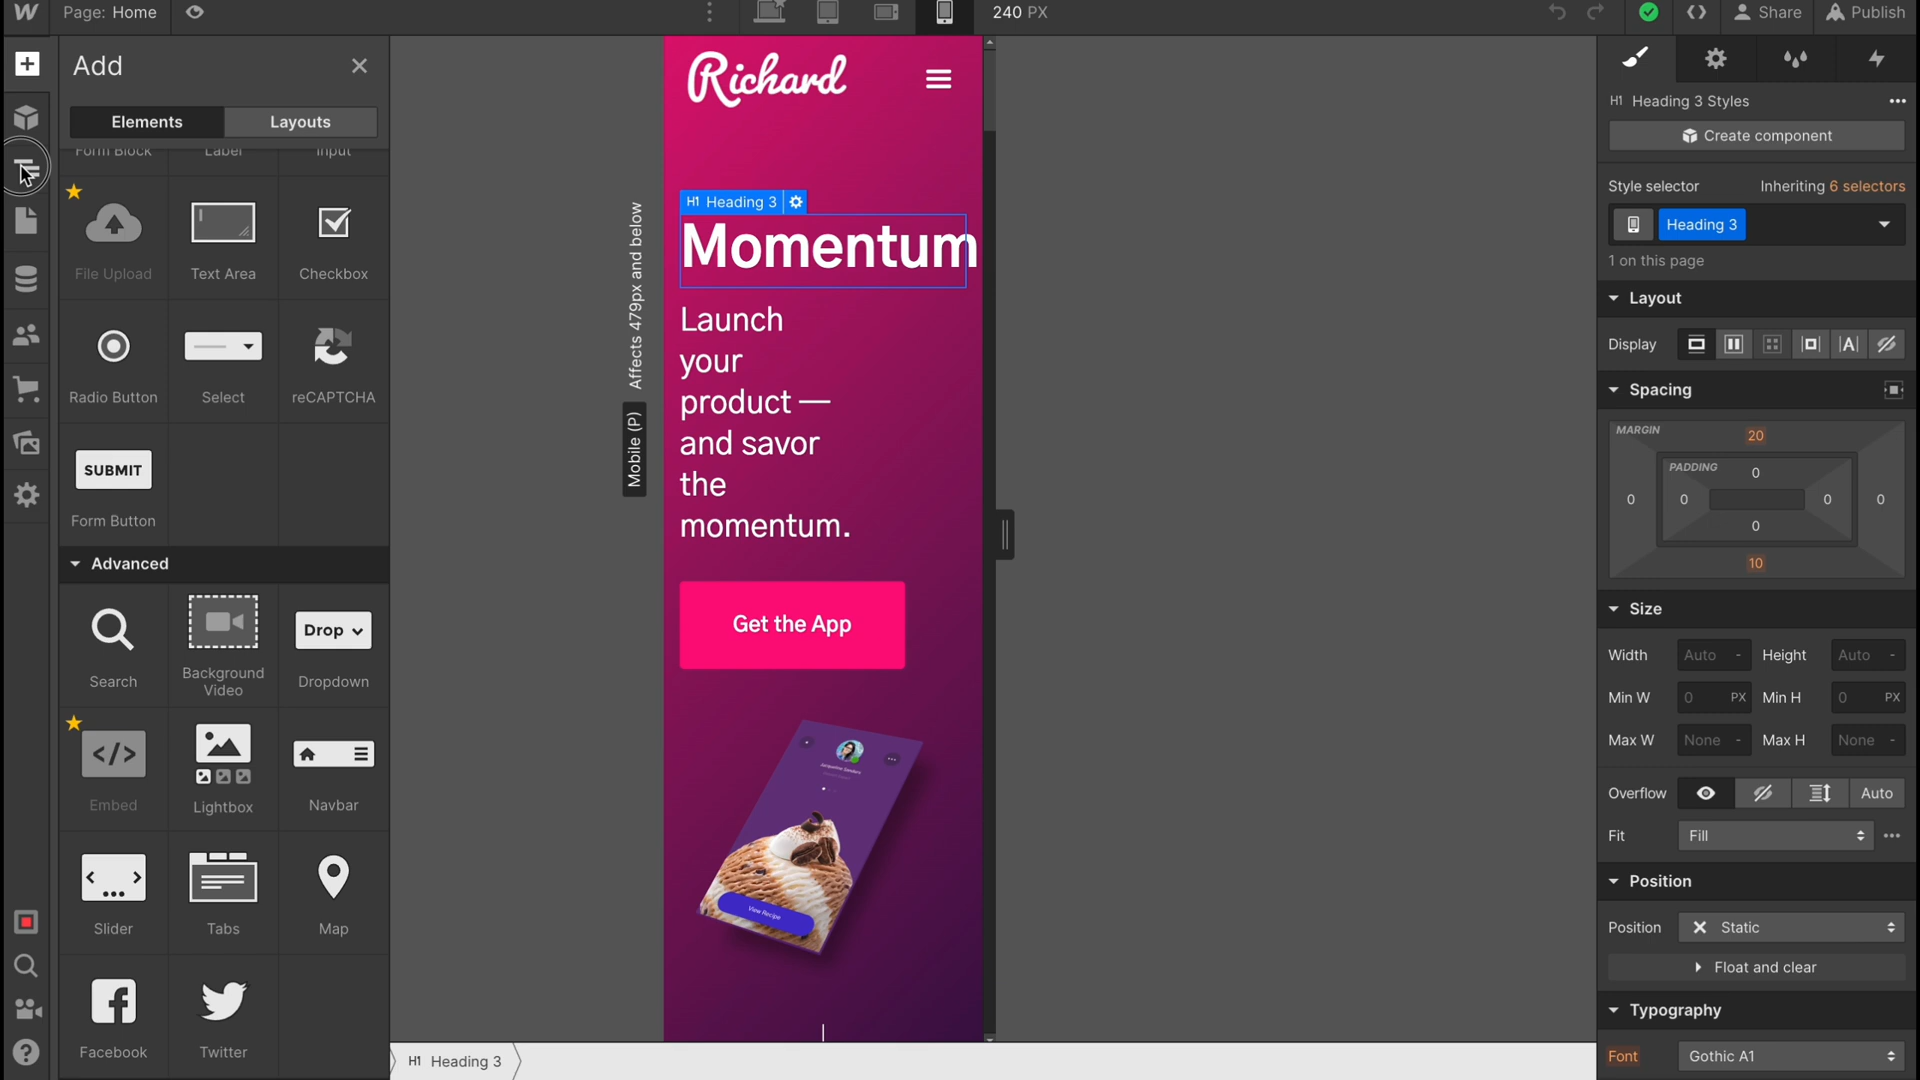 W
Page: Home
240 PX
Share
Publish
Add
Elements
Layouts
Form Block
Label
Input
File Upload
Text Area
Checkbox
Radio Button
Select
reCAPTCHA
SUBMIT
Form Button
Advanced
Search
Background
Video
Drop
Dropdown
Embed
Lightbox
Navbar
Slider
Tabs
Map
Facebook
Twitter
Affects 479px and below
Mobile (P)
Richard
H1 Heading 3
Momentum
Launch
your
product —
and savor
the
momentum.
Get the App
View Recipe
H1 Heading 3
H1 Heading 3 Styles
Create component
Style selector
Inheriting 6 selectors
Heading 3
1 on this page
Layout
Display
Spacing
MARGIN
20
PADDING
0
0 0 0 0
0
10
Size
Width Auto - Height Auto -
Min W 0 PX Min H 0 PX
Max W None - Max H None -
Overflow Auto
Fit Fill
Position
Position Static
Float and clear
Typography
Font Gothic A1